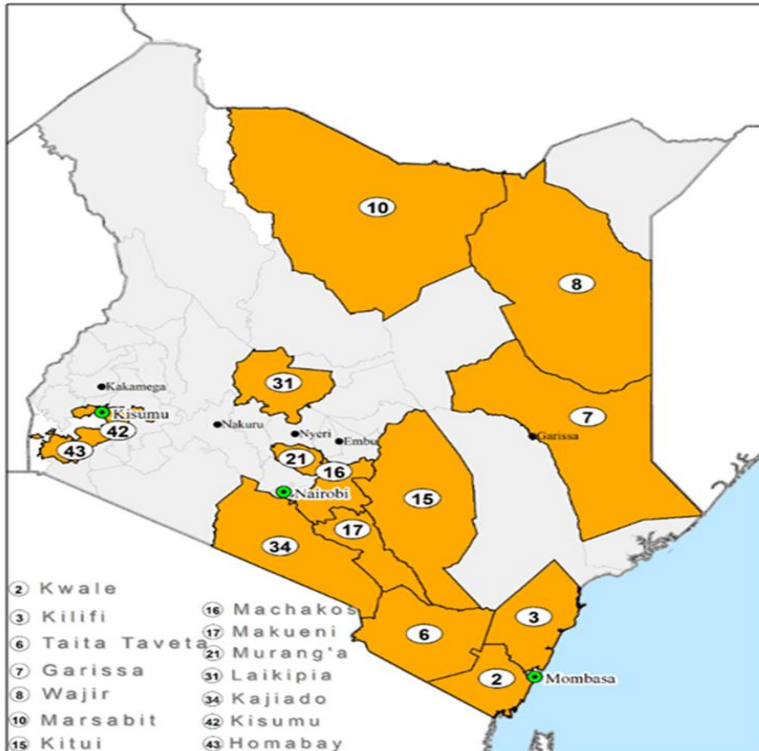 10
8
31
Kakamega
Kisumu
42
43
Nakuru
Nyeri
Embu
7
Garissa
21
16
Nairobi
15
17
34
3
6
2
Mombasa
2 Kwale
3 Kilifi
6 Taita Taveta
7 Garissa
8 Wajir
10 Marsabit
15 Kitui
16 Machakos
17 Makueni
21 Murang'a
31 Laikipia
34 Kajiado
42 Kisumu
43 Homabay